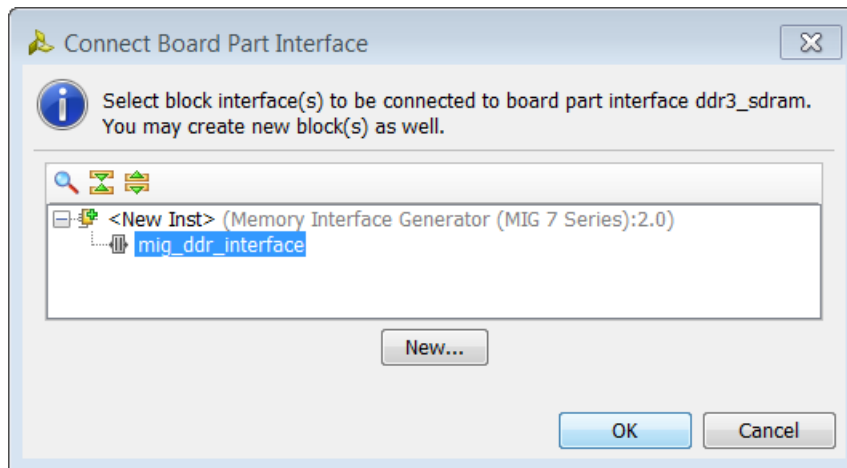 Connect Board Part Interface
Select block interface(s) to be connected to board part interface ddr3_sdram.
You may create new block(s) as well.
<New Inst> (Memory Interface Generator (MIG 7 Series):2.0)
mig_ddr_interface
New...
OK
Cancel